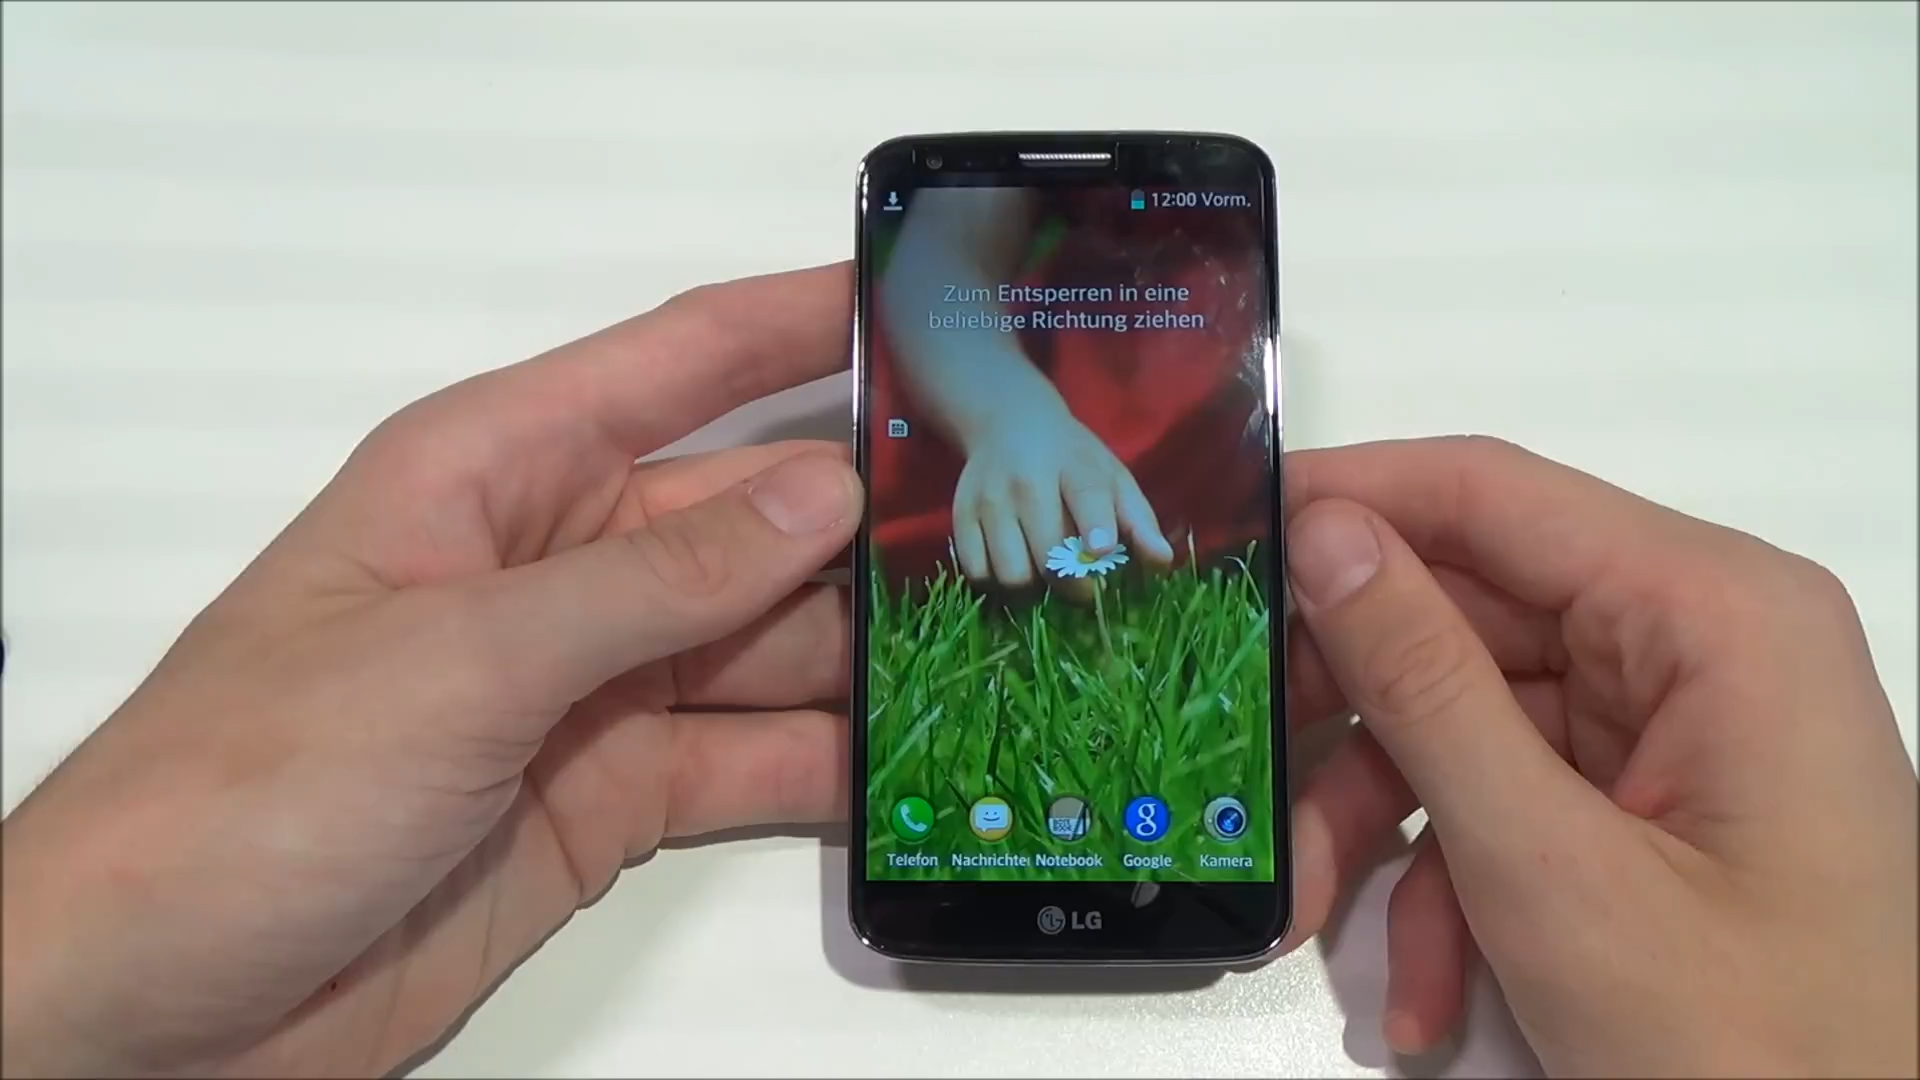 12:00 Vorm.
Zum Entsperren in eine
beliebige Richtung ziehen
Telefon Nachrichte Notebook Google Kamera
LG